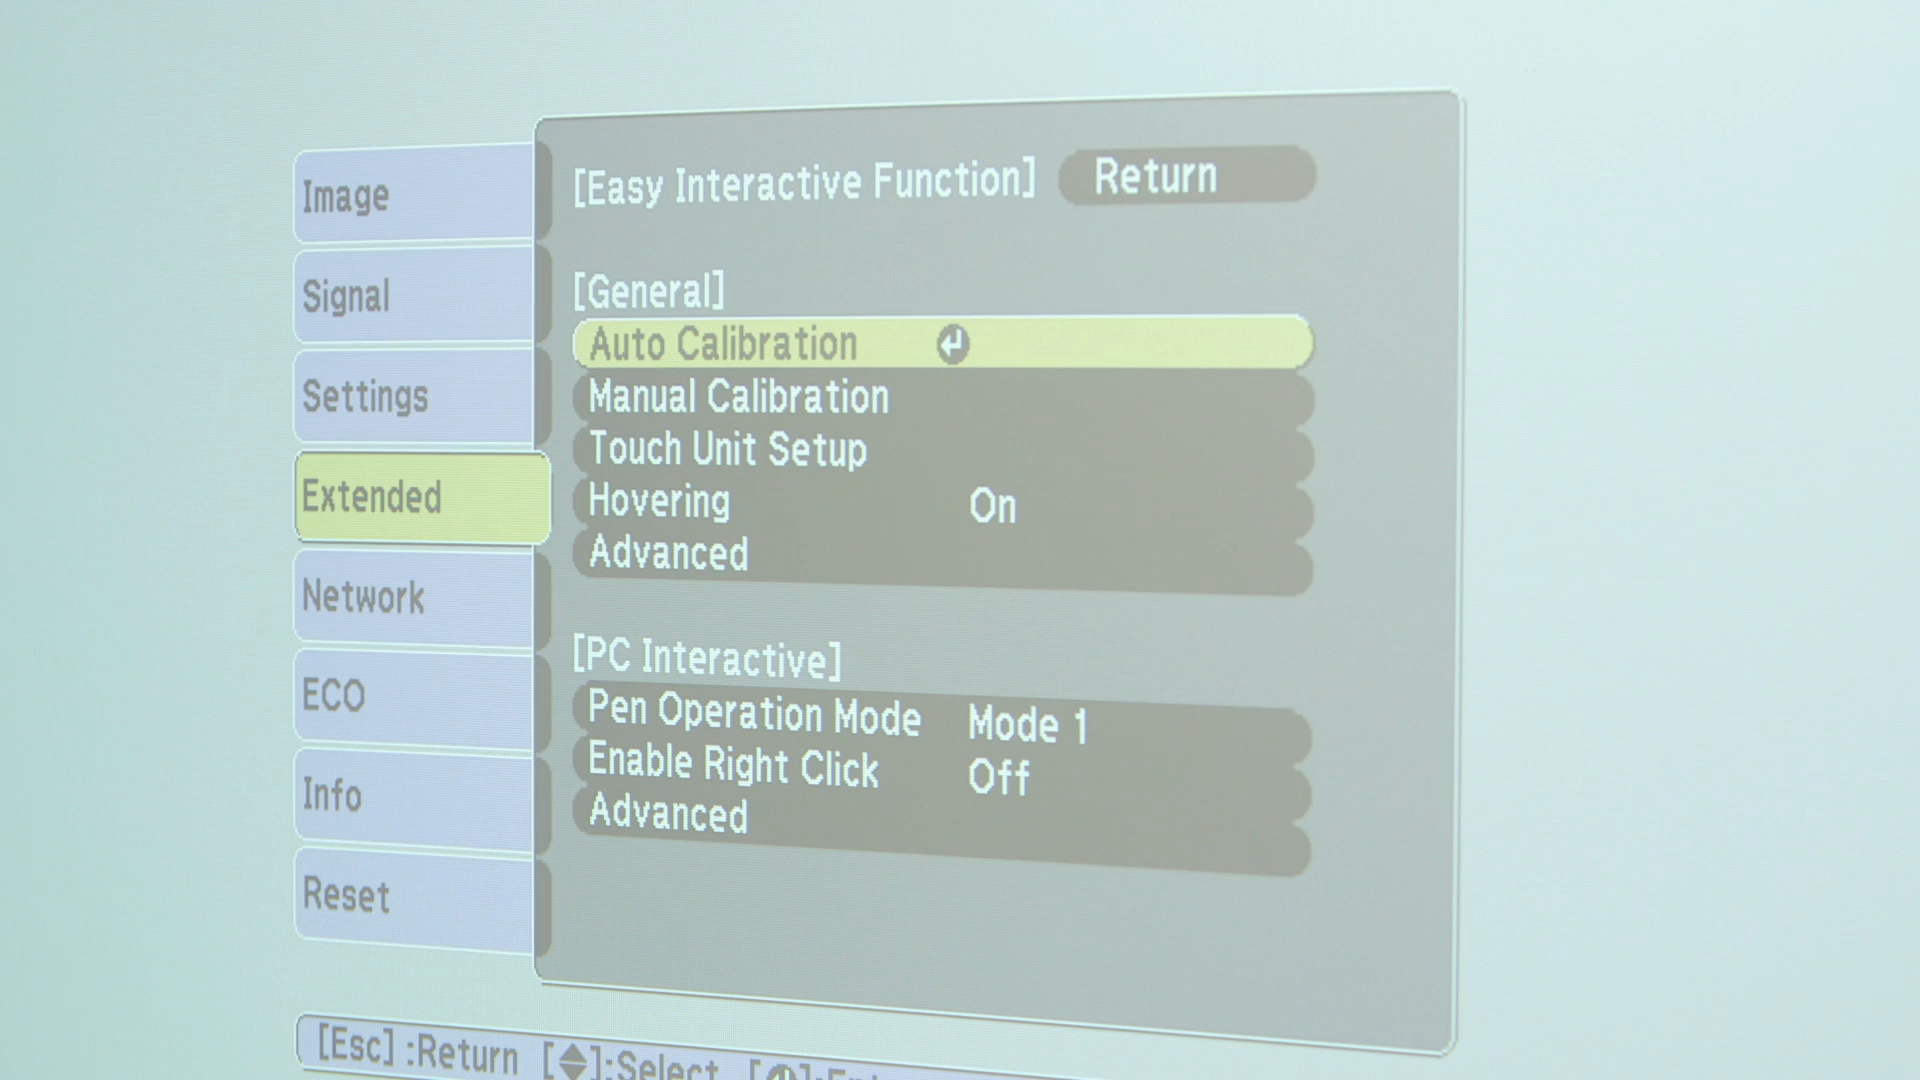 Image
Signal
Settings
Extended
Network
ECO
Info
Reset
[Easy Interactive Function] Return
[General]
Auto Calibration
Manual Calibration
Touch Unit Setup
Hovering On
Advanced
[PC Interactive]
Pen Operation Mode Mode 1
Enable Right Click Off
Advanced
[Esc] :Return [◆]:Select